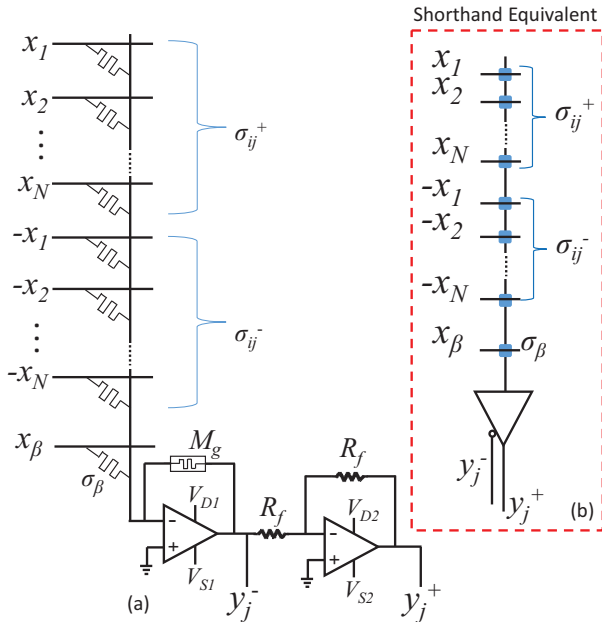 Shorthand Equivalent
x1
x2
⋮
xN
-x1
-x2
⋮
-xN
xβ
σij+
σij-
σβ
Mg
Rf
Rf
VD1
VS1
VD2
VS2
-
+
-
+
yj-
yj+
(a)
x1
x2
xN
-x1
-x2
-xN
xβ
σij+
σij-
σβ
yj-
yj+
(b)